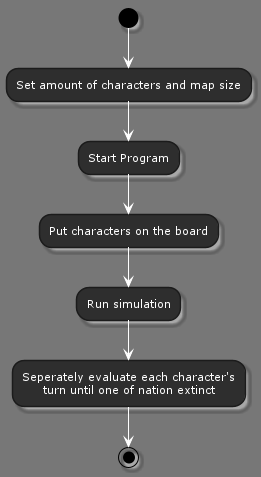 Set amount of characters and map size
Start Program
Put characters on the board
Run simulation
Seperately evaluate each character's
turn until one of nation extinct